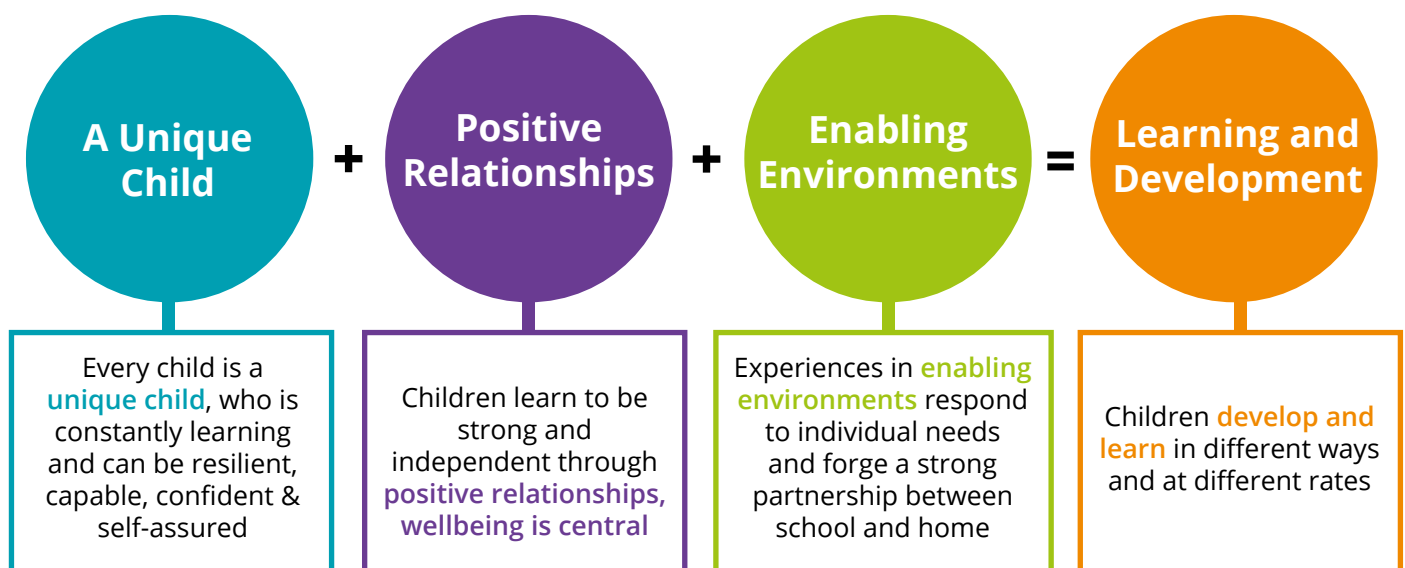 A Unique
Child
+
Positive
Relationships
+
Enabling
Environments
=
Learning and
Development
Every child is a
unique child, who is
constantly learning
and can be resilient,
capable, confident &
self-assured
Children learn to be
strong and
independent through
positive relationships,
wellbeing is central
Experiences in enabling
environments respond
to individual needs
and forge a strong
partnership between
school and home
Children develop and
learn in different ways
and at different rates